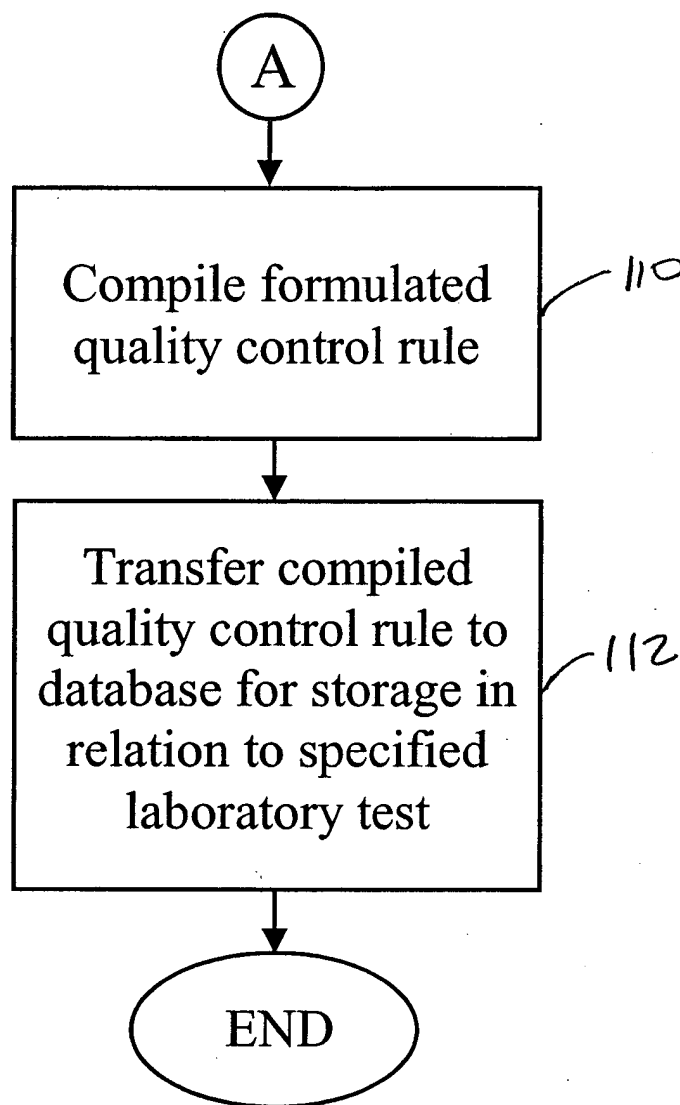 A
Compile formulated
quality control rule
110
Transfer compiled
quality control rule to
database for storage in
relation to specified
laboratory test
112
END